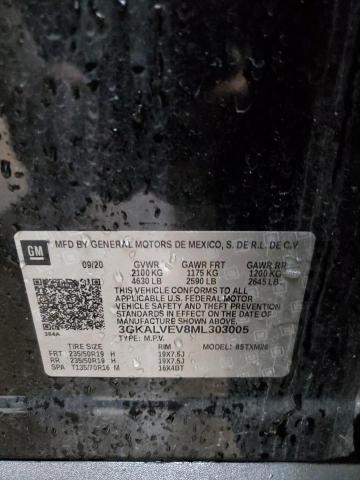 GM MFD BY GENERAL MOTORS DE MEXICO, S. DE R.L. DE C.V.
09/20 GVWR GAWR FRT GAWR RR
2100 KG 1175 KG 1200 KG
4630 LB 2590 LB 2645 LB
THIS VEHICLE CONFORMS TO ALL
APPLICABLE U.S. FEDERAL MOTOR
VEHICLE SAFETY AND THEFT PREVENTION
STANDARDS IN EFFECT ON THE DATE OF
MANUFACTURE SHOWN ABOVE.
384A 3GKALVEV8ML303005
TYPE: M.P.V. MODEL:
TIRE SIZE RIM
FRT 235/50R19 H 19X7.5J
RR 235/50R19 H 19X7.5J
SPA T135/70R16 M 16X4BT